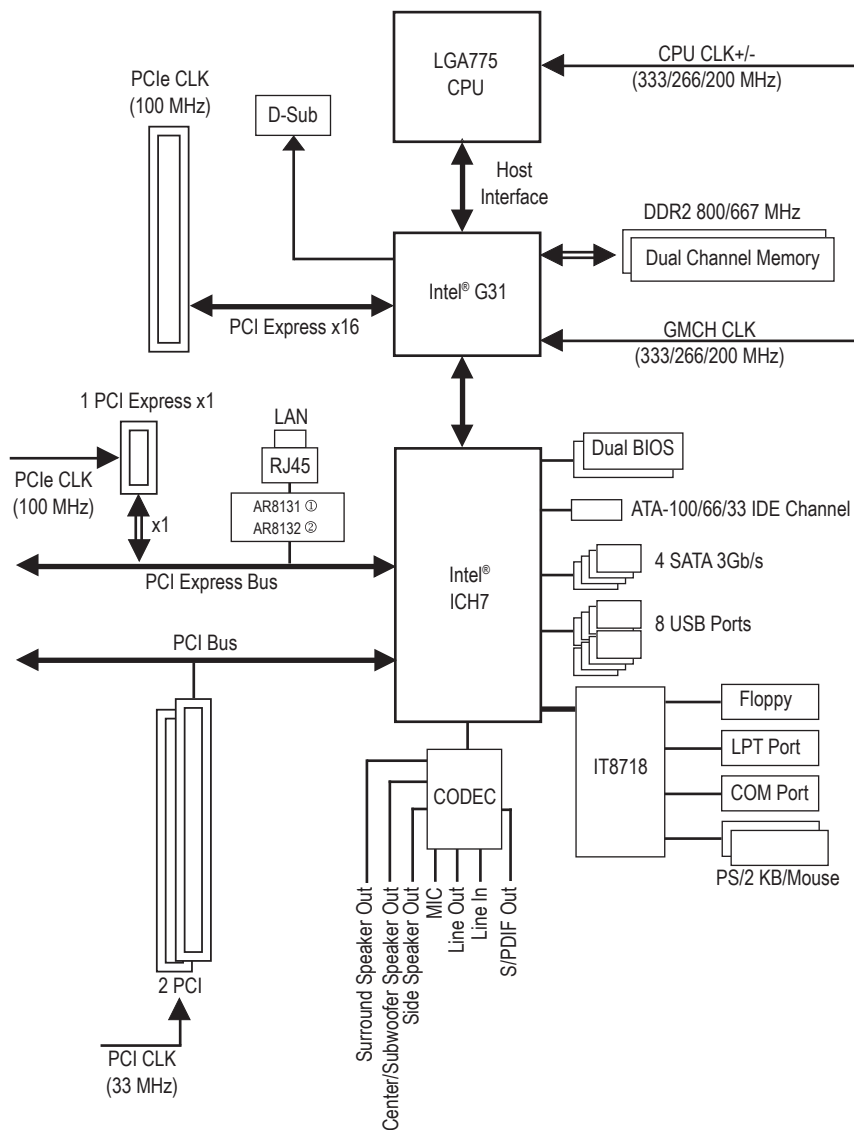 LGA775
CPU
CPU CLK+/-
(333/266/200 MHz)
PCIe CLK
(100 MHz)
D-Sub
Host
Interface
DDR2 800/667 MHz
Dual Channel Memory
Intel® G31
PCI Express x16
GMCH CLK
(333/266/200 MHz)
1 PCI Express x1
LAN
RJ45
Dual BIOS
PCIe CLK
(100 MHz)
x1
AR8131 ①
AR8132 ②
ATA-100/66/33 IDE Channel
PCI Express Bus
Intel®
ICH7
4 SATA 3Gb/s
8 USB Ports
PCI Bus
IT8718
Floppy
LPT Port
COM Port
PS/2 KB/Mouse
CODEC
Surround Speaker Out
Center/Subwoofer Speaker Out
Side Speaker Out
MIC
Line Out
Line In
S/PDIF Out
2 PCI
PCI CLK
(33 MHz)